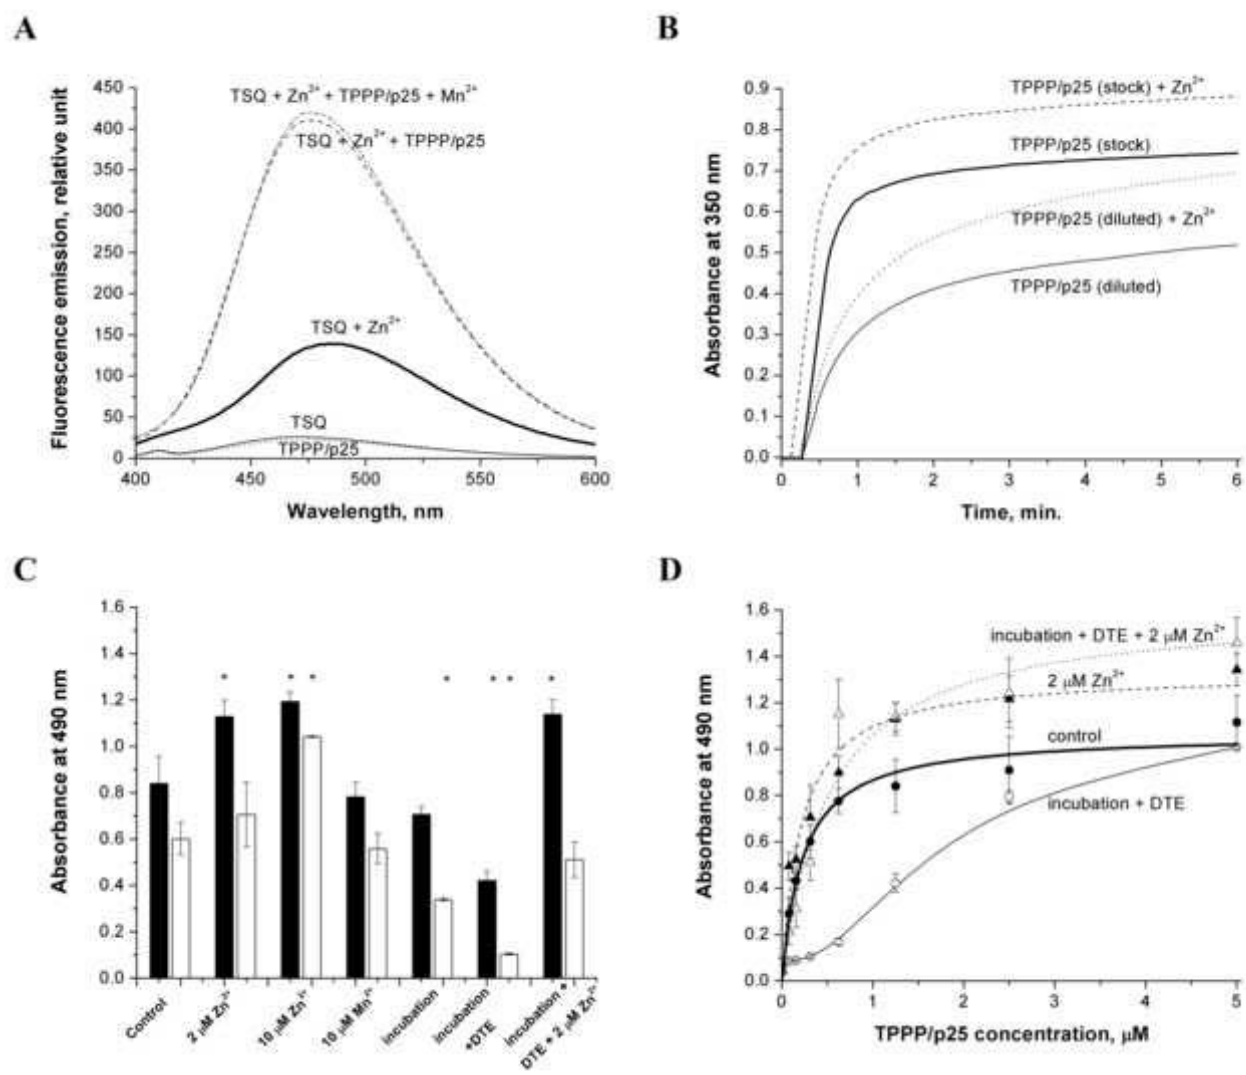 A
Fluorescence emission, relative unit
450
400
350
300
250
200
150
100
50
0
TSQ + Zn²⁺ + TPPP/p25 + Mn²⁺
TSQ + Zn²⁺ + TPPP/p25
TSQ + Zn²⁺
TSQ
TPPP/p25
400 450 500 550 600
Wavelength, nm
B
Absorbance at 350 nm
0.9
0.8
0.7
0.6
0.5
0.4
0.3
0.2
0.1
0.0
TPPP/p25 (stock) + Zn²⁺
TPPP/p25 (stock)
TPPP/p25 (diluted) + Zn²⁺
TPPP/p25 (diluted)
0 1 2 3 4 5 6
Time, min.
C
Absorbance at 490 nm
1.6
1.4
1.2
1.0
0.8
0.6
0.4
0.2
0.0
* * * * * * *
Control
2 µM Zn²⁺
10 µM Zn²⁺
10 µM Mn²⁺
incubation
incubation
+DTE
incubation
DTE + 2 µM Zn²⁺
D
Absorbance at 490 nm
1.6
1.4
1.2
1.0
0.8
0.6
0.4
0.2
0.0
incubation + DTE + 2 µM Zn²⁺
2 µM Zn²⁺
control
incubation + DTE
0 1 2 3 4 5
TPPP/p25 concentration, µM